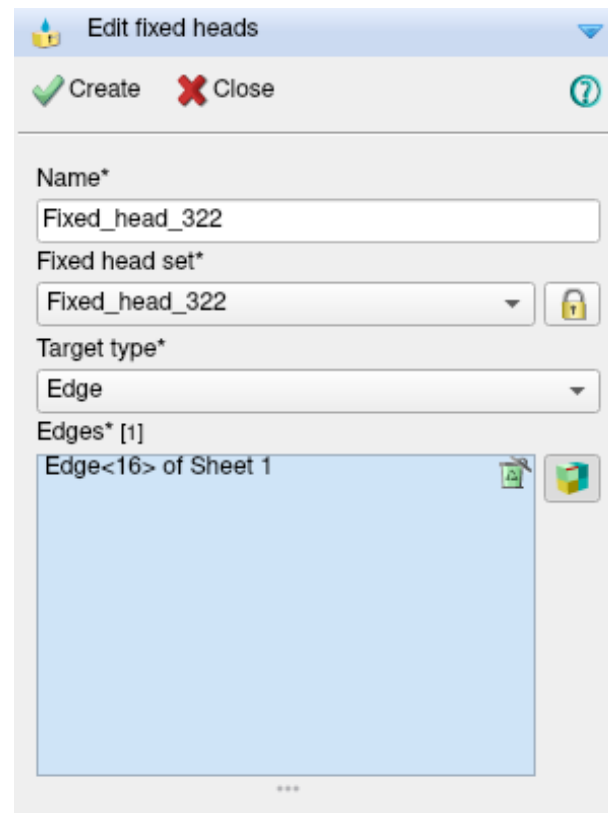 Edit fixed heads
Create Close
Name*
Fixed_head_322
Fixed head set*
Fixed_head_322
Target type*
Edge
Edges* [1]
Edge<16> of Sheet 1